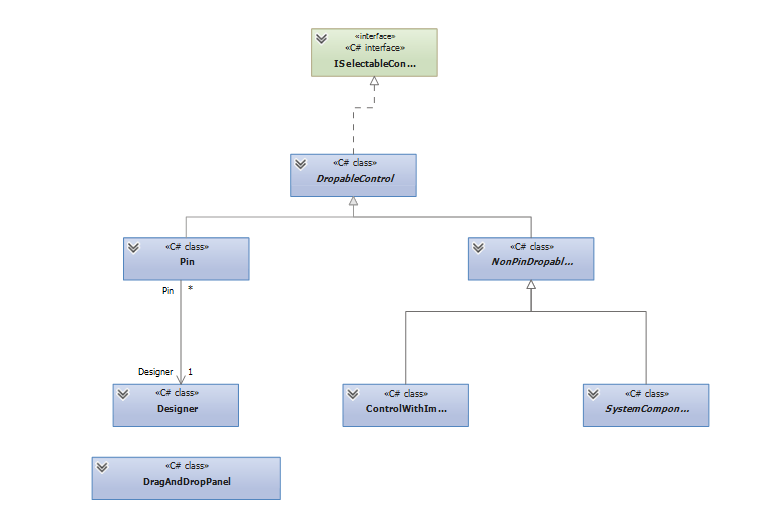 «interface»
«C# interface»
ISelectableCon...
«C# class»
DropableControl
«C# class»
Pin
«C# class»
NonPinDropabl...
Pin *
Designer 1
«C# class»
Designer
«C# class»
ControlWithIm...
«C# class»
SystemCompon...
«C# class»
DragAndDropPanel